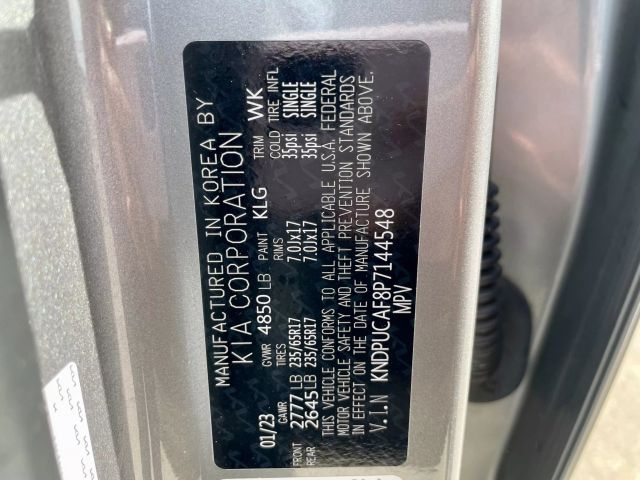 MANUFACTURED IN KOREA BY
KIA CORPORATION
01/23 GVWR 4850 LB PAINT KLG TRIM WK
GAWR TIRES RIMS COLD TIRE INFL
FRONT 2777 LB 235/65R17 7.0Jx17 35psi SINGLE
REAR 2645 LB 235/65R17 7.0Jx17 35psi SINGLE
THIS VEHICLE CONFORMS TO ALL APPLICABLE U.S.A. FEDERAL
MOTOR VEHICLE SAFETY AND THEFT PREVENTION STANDARDS
IN EFFECT ON THE DATE OF MANUFACTURE SHOWN ABOVE.
V.I.N KNDPUCAF8P7144548
MPV